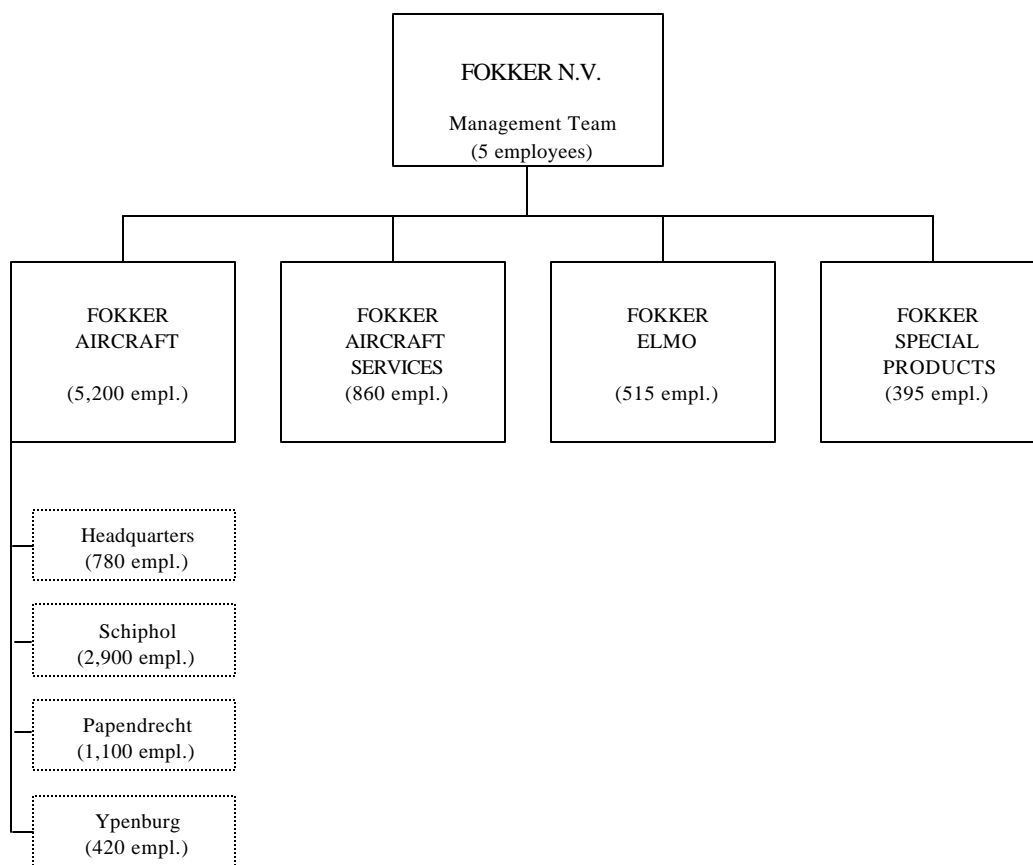 FOKKER N.V.
Management Team
(5 employees)
FOKKER
AIRCRAFT
(5,200 empl.)
FOKKER
AIRCRAFT
SERVICES
(860 empl.)
FOKKER
ELMO
(515 empl.)
FOKKER
SPECIAL
PRODUCTS
(395 empl.)
Headquarters
(780 empl.)
Schiphol
(2,900 empl.)
Papendrecht
(1,100 empl.)
Ypenburg
(420 empl.)